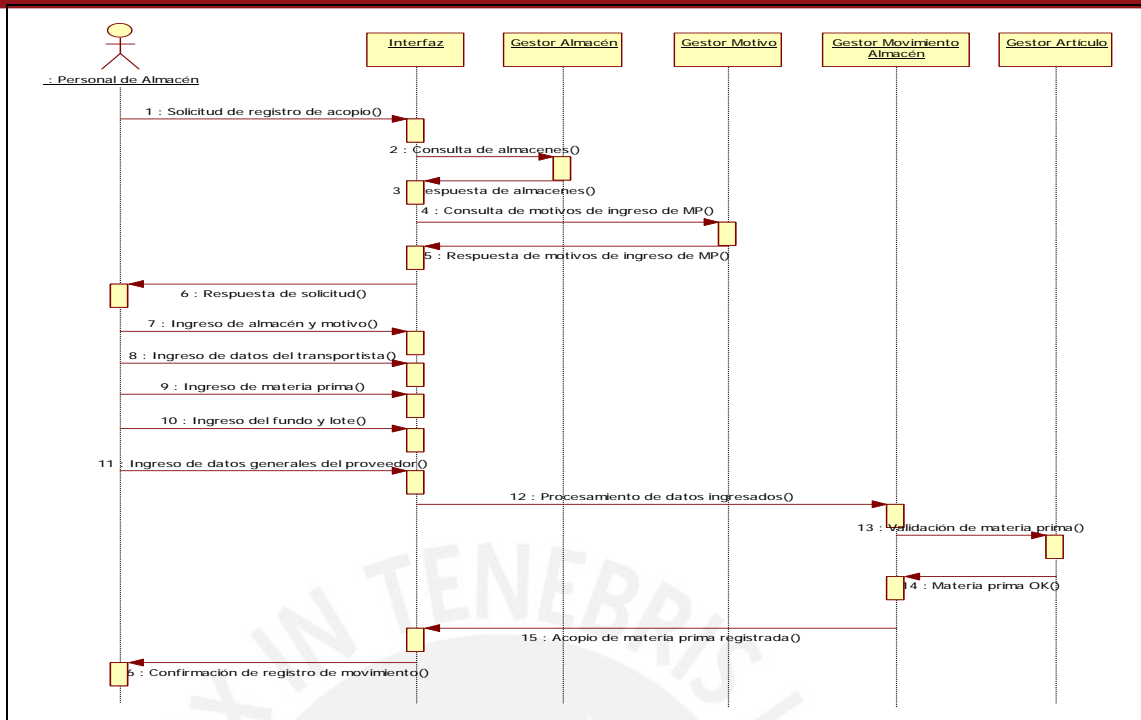 : Personal de Almacén
Interfaz
Gestor Almacén
Gestor Motivo
Gestor Movimiento
Almacén
Gestor Artículo
1 : Solicitud de registro de acopio()
2 : Consulta de almacenes()
3 espuesta de almacenes()
4 : Consulta de motivos de ingreso de MP()
5 : Respuesta de motivos de ingreso de MP()
6 : Respuesta de solicitud()
7 : Ingreso de almacén y motivo()
8 : Ingreso de datos del transportista()
9 : Ingreso de materia prima()
10 : Ingreso del fundo y lote()
11 : Ingreso de datos generales del proveedor()
12 : Procesamiento de datos ingresados()
13 : Validación de materia prima()
14 : Materia prima OK()
15 : Acopio de materia prima registrada()
6 : Confirmación de registro de movimiento()
X IN TENEBRIS